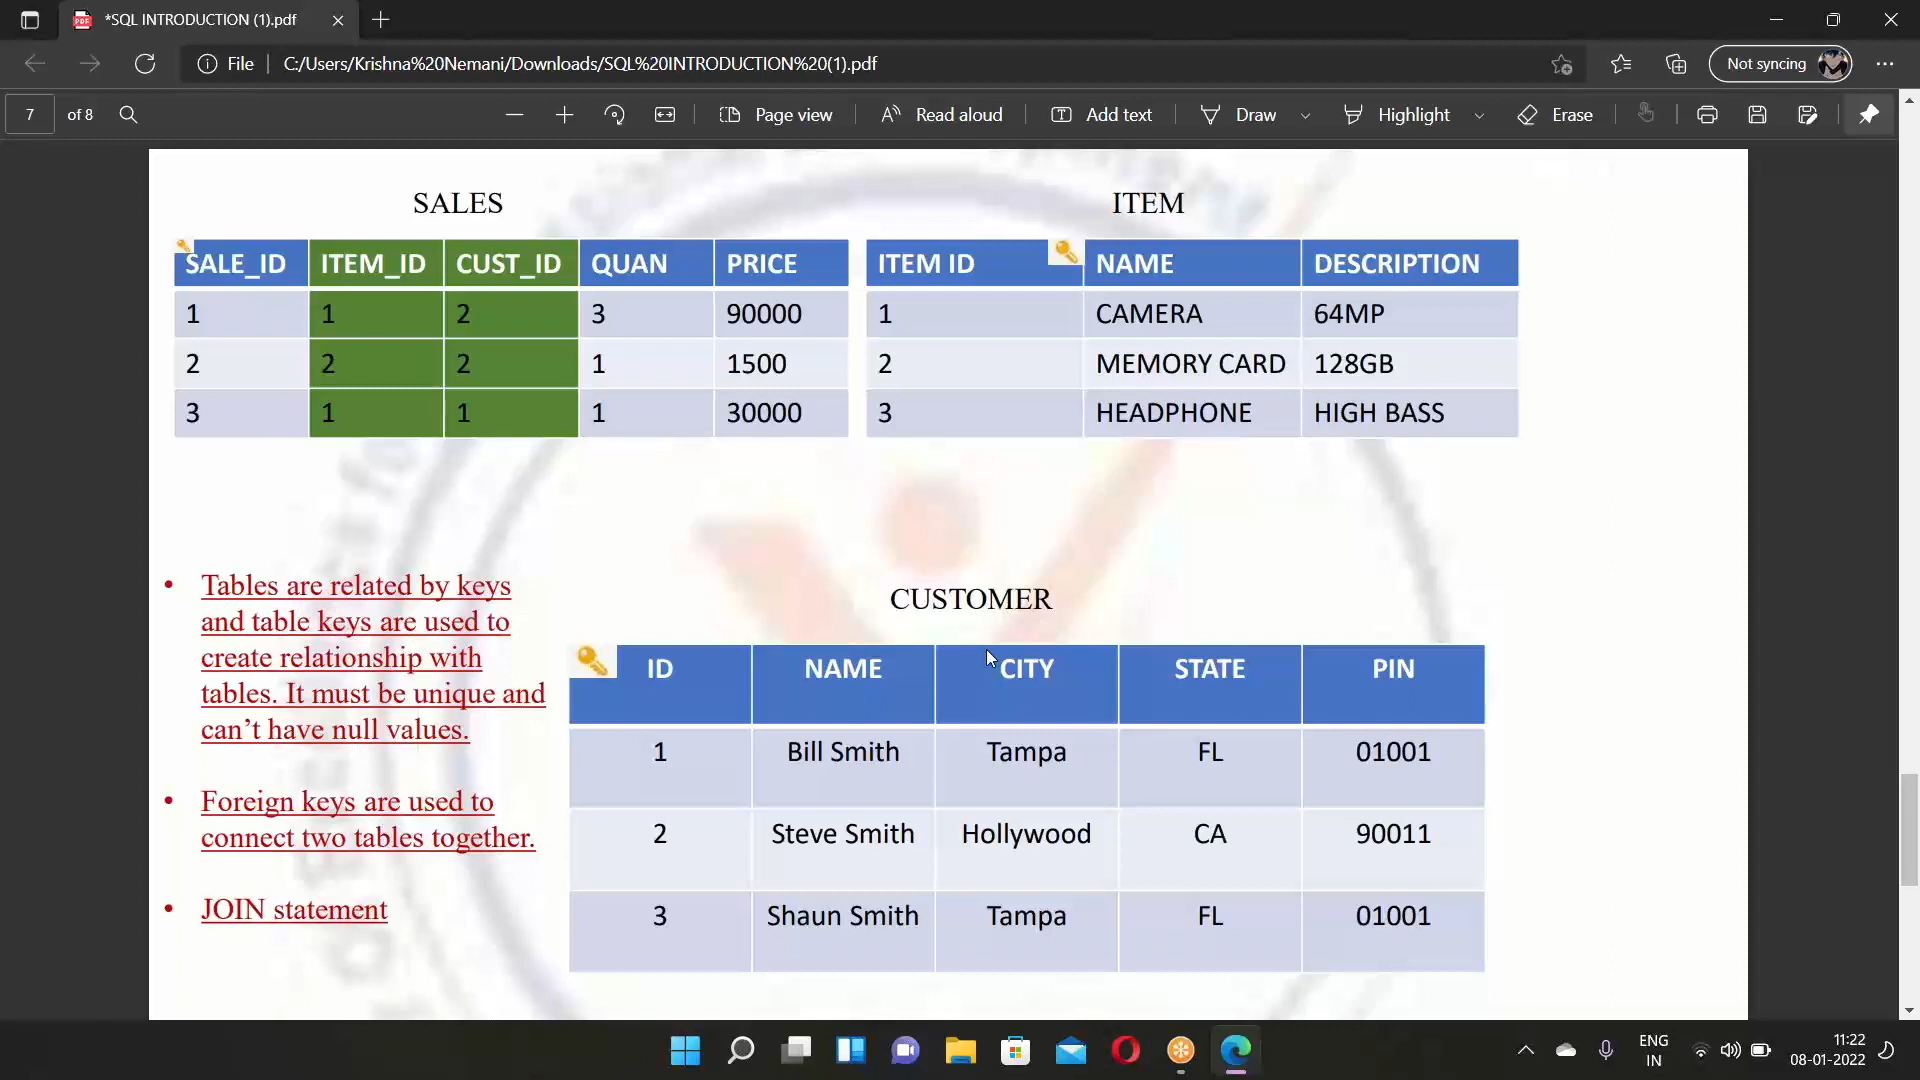 *SQL INTRODUCTION (1).pdf
File
C:/Users/Krishna%20Nemani/Downloads/SQL%20INTRODUCTION%20(1).pdf
Not syncing
7 of 8
Page view
Read aloud
Add text
Draw
Highlight
Erase
SALES
SALE_ID ITEM_ID CUST_ID QUAN PRICE
1 1 2 3 90000
2 2 2 1 1500
3 1 1 1 30000
ITEM
ITEM ID NAME DESCRIPTION
1 CAMERA 64MP
2 MEMORY CARD 128GB
3 HEADPHONE HIGH BASS
• Tables are related by keys
and table keys are used to
create relationship with
tables. It must be unique and
can’t have null values.
• Foreign keys are used to
connect two tables together.
• JOIN statement
CUSTOMER
ID NAME CITY STATE PIN
1 Bill Smith Tampa FL 01001
2 Steve Smith Hollywood CA 90011
3 Shaun Smith Tampa FL 01001
ENG
IN
11:22
08-01-2022